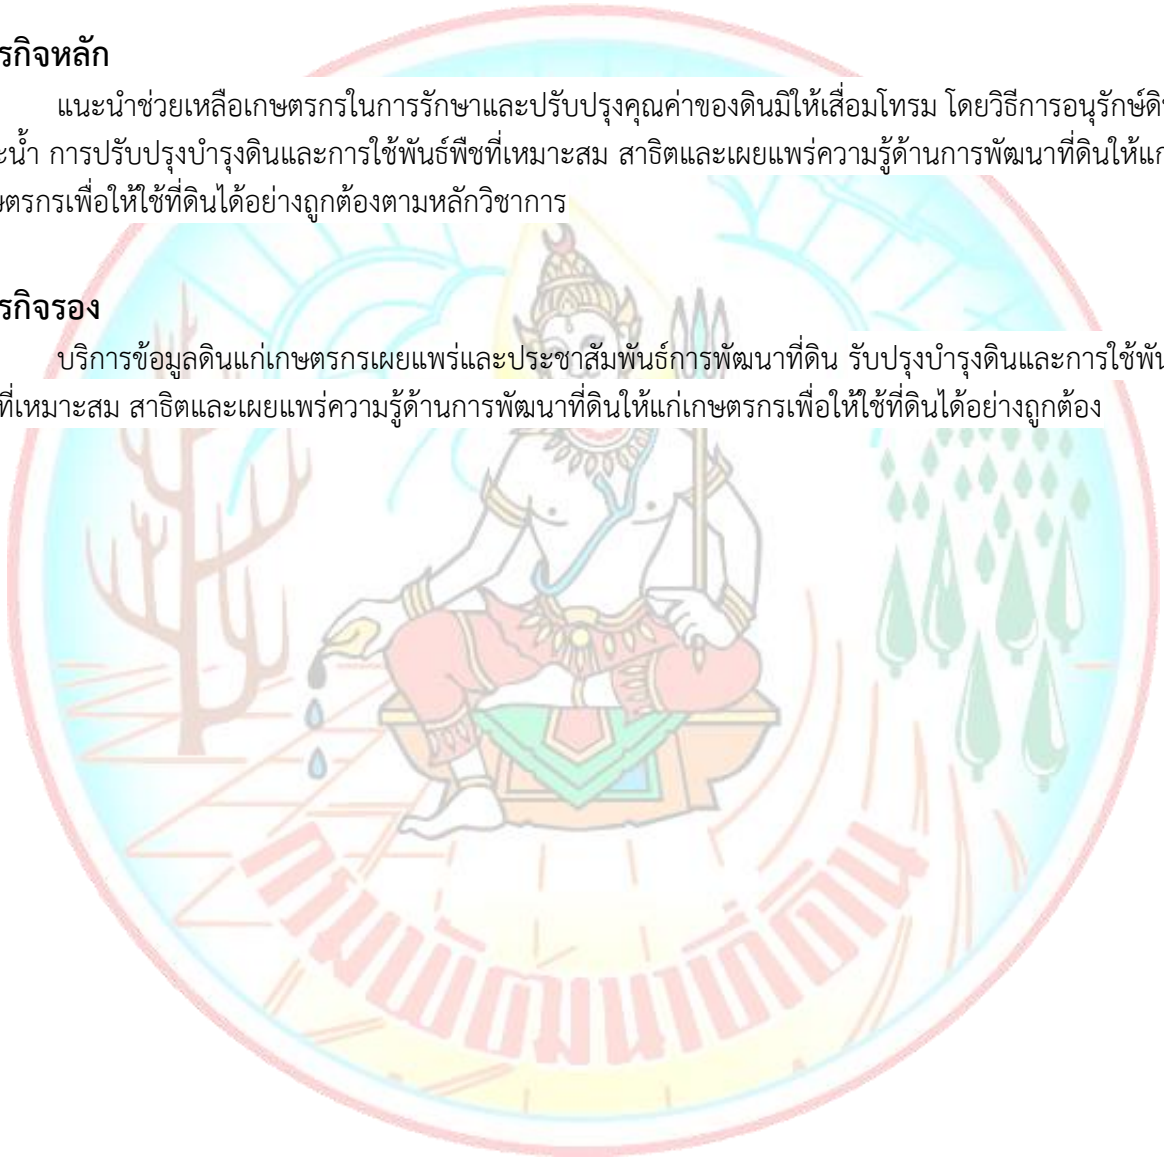 รกิจหลัก
แนะนำช่วยเหลือเกษตรกรในการรักษาและปรับปรุงคุณค่าของดินมิให้เสื่อมโทรม โดยวิธีการอนุรักษ์ดิ
ะน้ำ การปรับปรุงบำรุงดินและการใช้พันธ์พืชที่เหมาะสม สาธิตและเผยแพร่ความรู้ด้านการพัฒนาที่ดินให้แก
ษตรกรเพื่อให้ใช้ที่ดินได้อย่างถูกต้องตามหลักวิชาการ
รกิจรอง
บริการข้อมูลดินแก่เกษตรกรเผยแพร่และประชาสัมพันธ์การพัฒนาที่ดิน รับปรุงบำรุงดินและการใช้พัน
ที่เหมาะสม สาธิตและเผยแพร่ความรู้ด้านการพัฒนาที่ดินให้แก่เกษตรกรเพื่อให้ใช้ที่ดินได้อย่างถูกต้อง
กรมพัฒนาที่ดิน